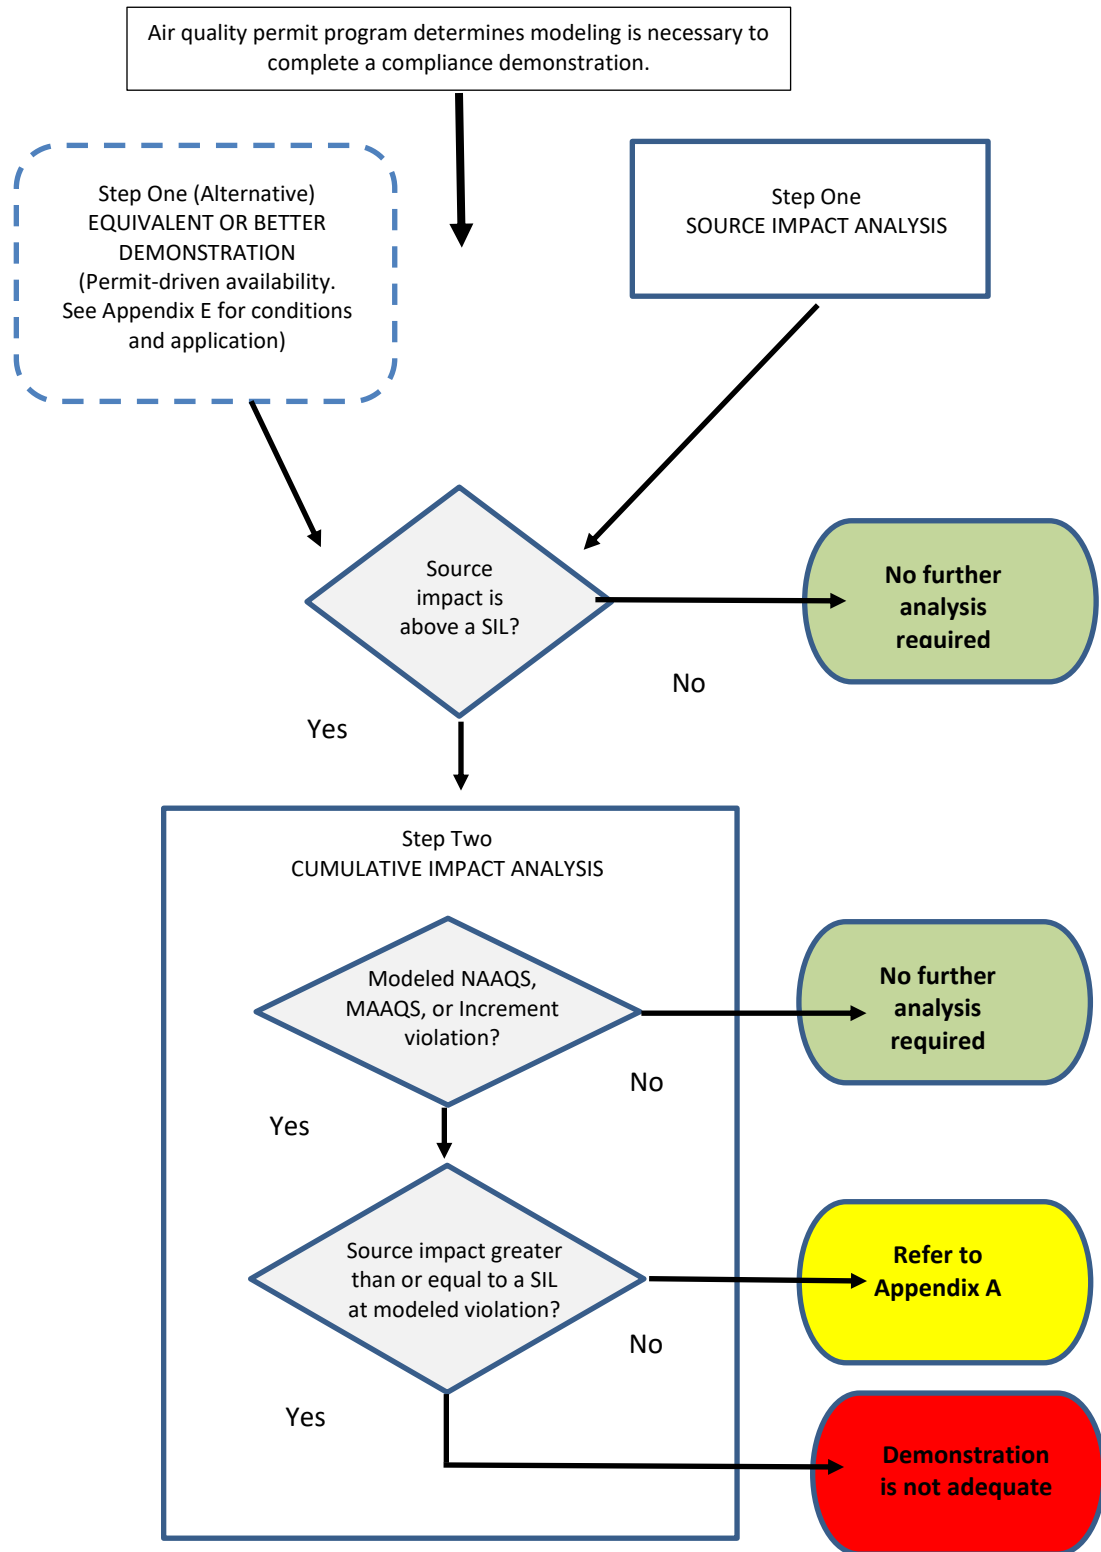 Air quality permit program determines modeling is necessary to
complete a compliance demonstration.
Step One (Alternative)
EQUIVALENT OR BETTER
DEMONSTRATION
(Permit-driven availability.
See Appendix E for conditions
and application)
Step One
SOURCE IMPACT ANALYSIS
Source
impact is
above a SIL?
No further
analysis
required
No
Yes
Step Two
CUMULATIVE IMPACT ANALYSIS
Modeled NAAQS,
MAAQS, or Increment
violation?
No further
analysis
required
No
Yes
Source impact greater
than or equal to a SIL
at modeled violation?
Refer to
Appendix A
No
Yes
Demonstration
is not adequate